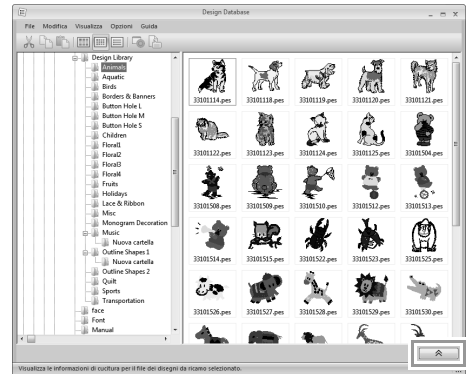 Design Database
File Modifica Visualizza Opzioni Guida
Design Library
Animals
Aquatic
Birds
Borders & Banners
Button Hole L
Button Hole M
Button Hole S
Children
Floral1
Floral2
Floral3
Floral4
Fruits
Holidays
Lace & Ribbon
Misc
Monogram Decoration
Music
Nuova cartella
Outline Shapes 1
Nuova cartella
Outline Shapes 2
Quilt
Sports
Transportation
face
Font
Manual
33101114.pes 33101118.pes 33101119.pes 33101120.pes 33101121.pes
33101122.pes 33101123.pes 33101124.pes 33101125.pes 33101504.pes
33101508.pes 33101509.pes 33101510.pes 33101512.pes 33101513.pes
33101514.pes 33101515.pes 33101522.pes 33101523.pes 33101525.pes
33101526.pes 33101527.pes 33101528.pes 33101529.pes 33101530.pes
Visualizza le informazioni di cucitura per il file dei disegni da ricamo selezionato.